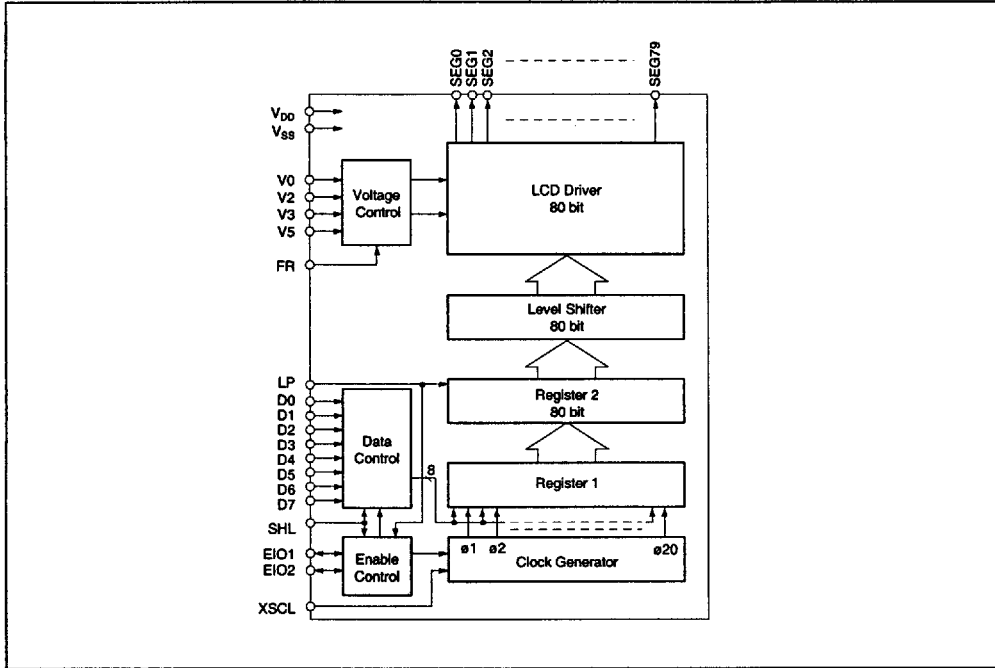 SEG0
SEG1
SEG2
SEG79
VDD
VSS
V0
V2
V3
V5
FR
Voltage
Control
LCD Driver
80 bit
Level Shifter
80 bit
LP
D0
D1
D2
D3
D4
D5
D6
D7
SHL
EIO1
EIO2
XSCL
Data
Control
8
Register 2
80 bit
Register 1
Enable
Control
ø1
ø2
ø20
Clock Generator